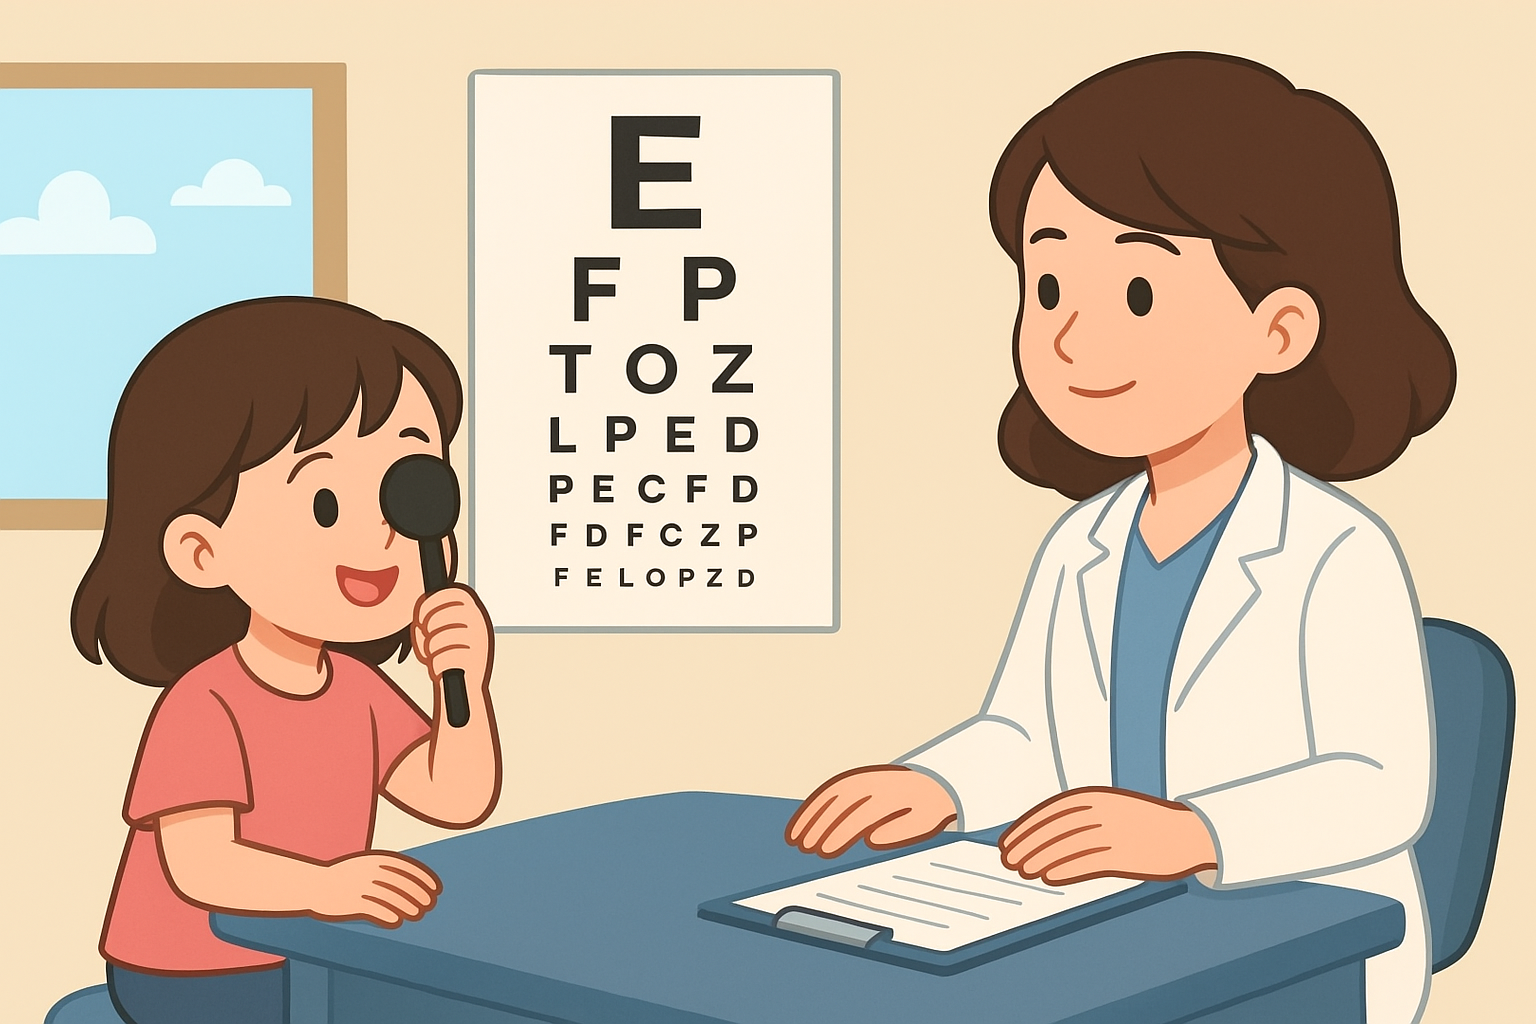 E
F P
T O Z
L P E D
P E C F D
F D F C Z P
F E L O P Z D